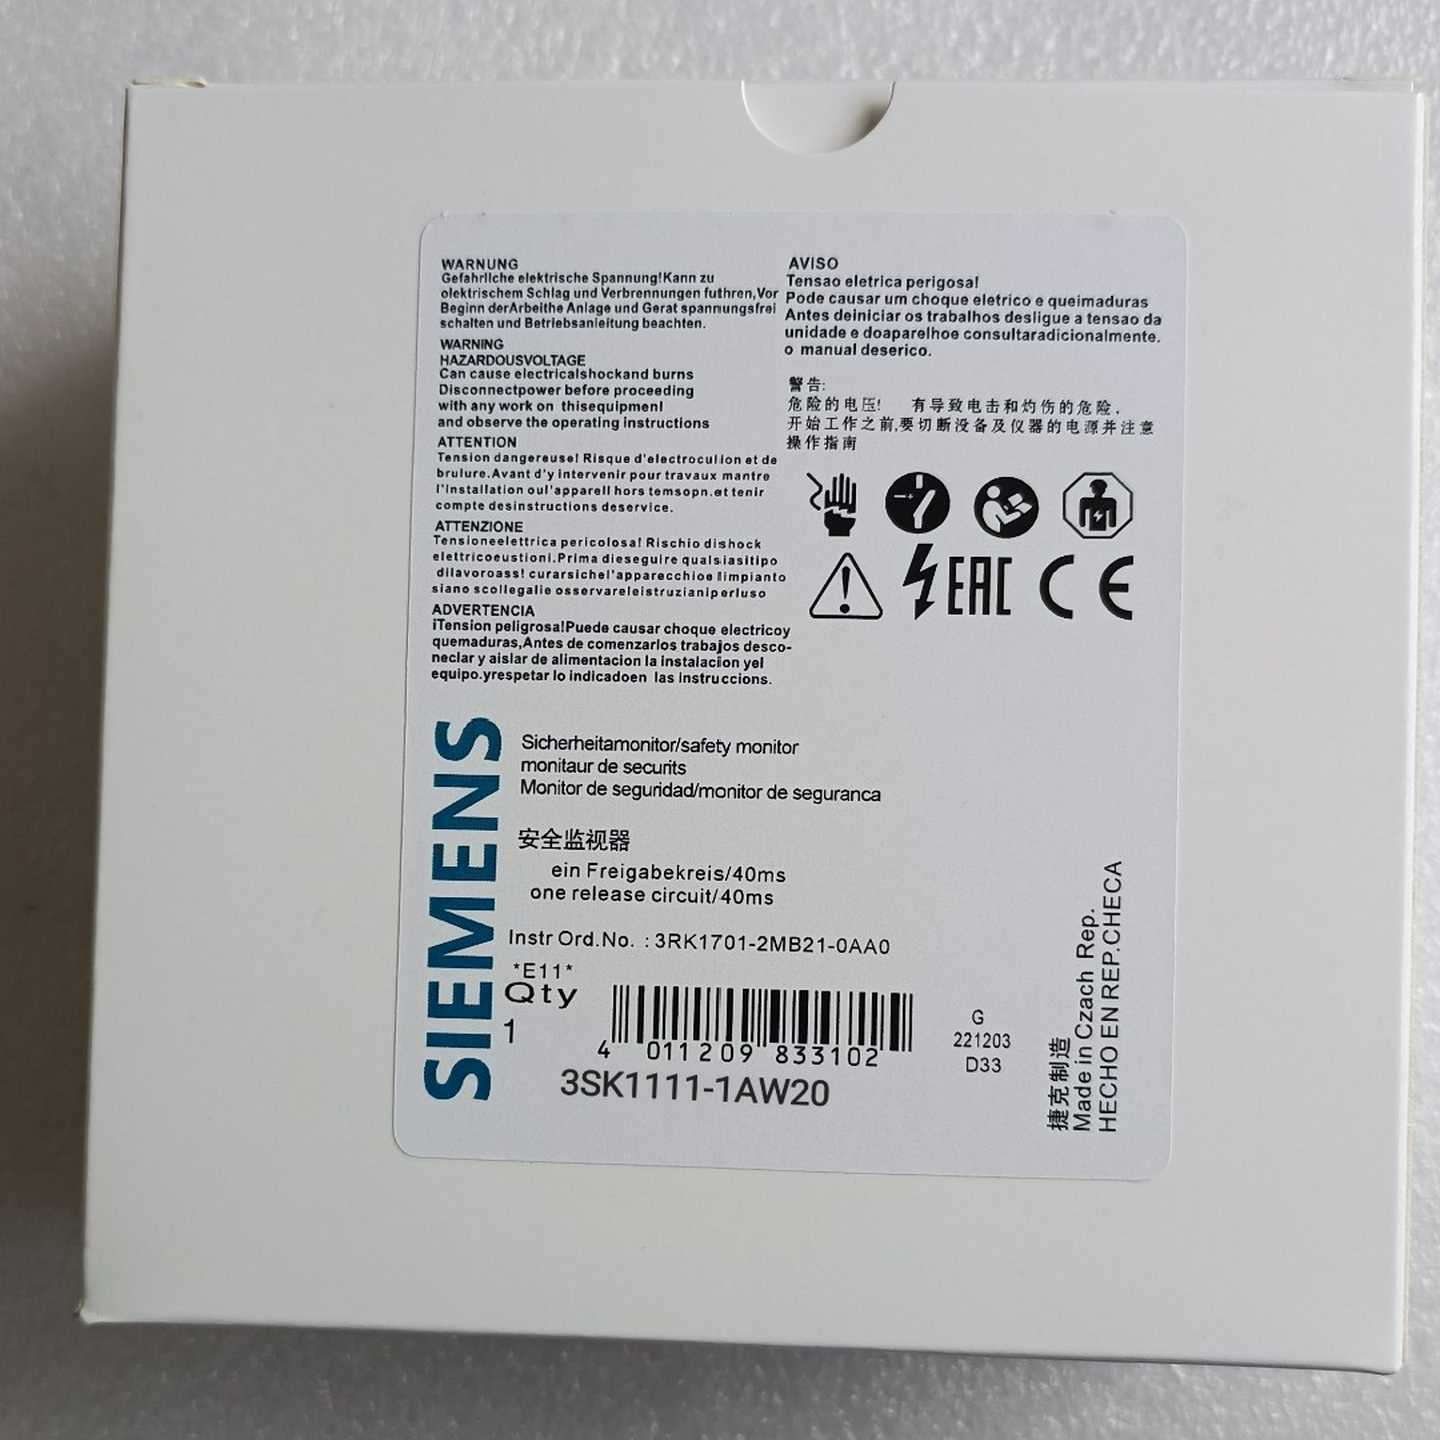 WARNUNG
Gefahrllche elektrische Spannung!Kann zu
olektrischem Schlag und Verbrennungen futhren,Vor
Beginn derArbeithe Anlage und Gerat spannungsfrei
schalten und Betriebsanleitung beachten.
WARNING
HAZARDOUSVOLTAGE
Can cause electricalshockand burns
Disconnectpower before proceeding
with any work on thisequipmenl
and observe the operating instructions
ATTENTION
Tension dangereuse! Risque d'electroculion et de
brulure.Avant d'y intervenir pour travaux mantre
l'Installation oul'apparell hors temsopn.et tenir
compte desinstructions deservice.
ATTENZIONE
Tensioneelettrica pericolosa! Rischio dishock
elettricoeustioni.Prima dieseguire qualsiasitipo
dilavoroass! curarsichel'apparecchioe limpianto
siano scollegalie osservareleistruzianiperluso
ADVERTENCIA
iTension peligrosa!Puede causar choque electricoy
quemaduras,Antes de comenzarlos trabajos desco-
neclar y aislar de alimentacion la instalacion yel
equipo.yrespetar lo indicadoen las instruccions.
AVISO
Tensao eletrica perigosa!
Pode causar um choque eletrico e queimaduras
Antes deiniciar os trabalhos desligue a tensao da
unidade e doaparelhoe consultaradicionalmente.
o manual deserico.
警告:
危险的电压! 有导致电击和灼伤的危险.
开始工作之前,要切断没备及仪器的电源并注意
操作指南
EAC CE
SIEMENS
Sicherheitamonitor/safety monitor
monitaur de securits
Monitor de seguridad/monitor de seguranca
安全监视器
ein Freigabekreis/40ms
one release circuit/40ms
Instr Ord.No. : 3RK1701-2MB21-0AA0
*E11*
Qty
1
4 011209 833102
3SK1111-1AW20
G
221203
D33
捷克制造
Made in Czach Rep.
HECHO EN REP.CHECA